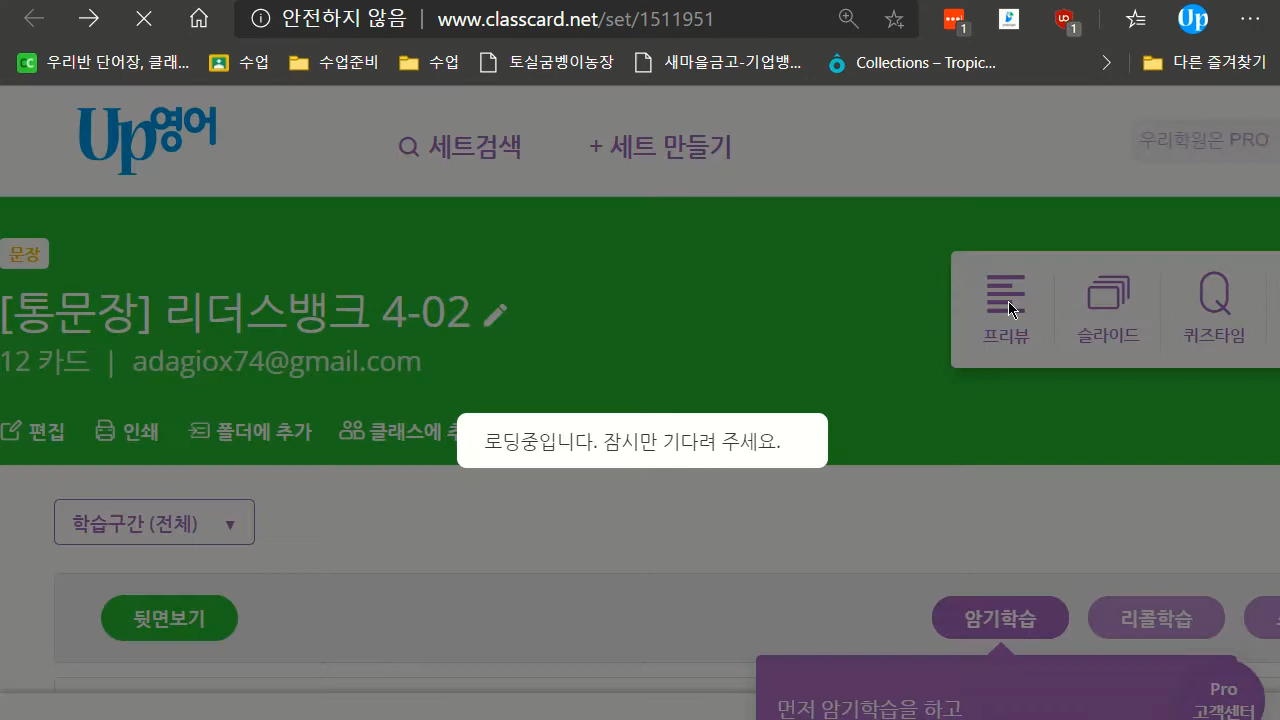 안전하지 않음 | www.classcard.net/set/1511951
1
1
Up
CC 우리반 단어장, 클래... 수업 수업준비 수업 토실굼벵이농장 새마을금고-기업뱅... Collections – Tropic... 다른 즐겨찾기
Up영어
세트검색
+ 세트 만들기
우리학원은 PRO
문장
[통문장] 리더스뱅크 4-02
12 카드 | adagiox74@gmail.com
프리뷰
슬라이드
퀴즈타임
편집
인쇄
폴더에 추가
클래스에
로딩중입니다. 잠시만 기다려 주세요.
학습구간 (전체) ▼
뒷면보기
암기학습
리콜학습
먼저 암기학습을 하고
Pro
고객센터